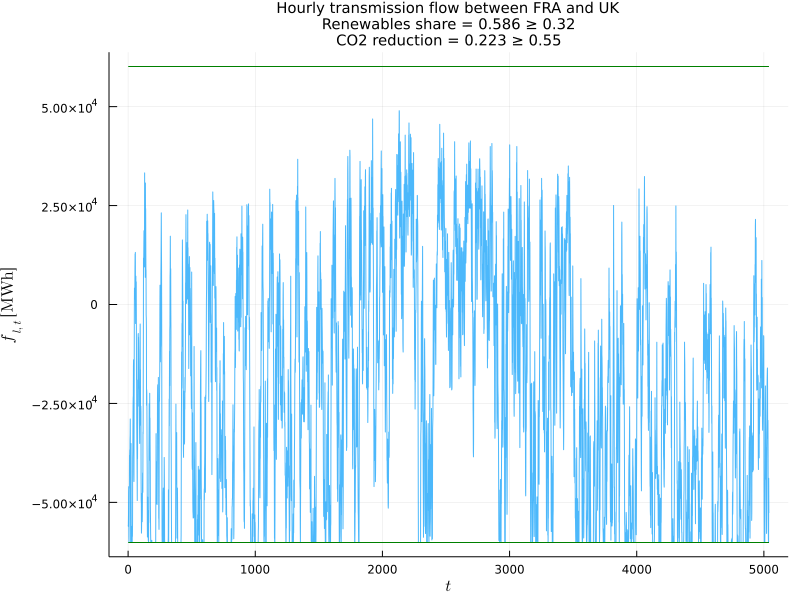 Hourly transmission flow between FRA and UK
Renewables share = 0.586 ≥ 0.32
CO2 reduction = 0.223 ≥ 0.55
5.00×10⁴
2.50×10⁴
0
−2.50×10⁴
−5.00×10⁴
f_{l,t} [MWh]
0 1000 2000 3000 4000 5000
t